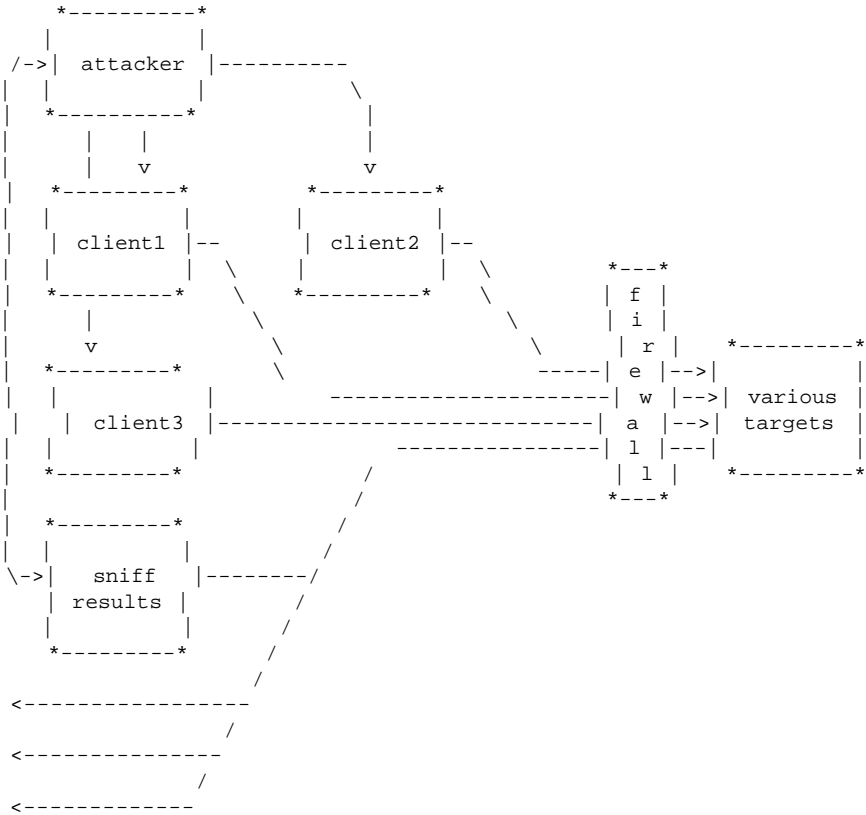 attacker
client1
client2
client3
f
i
r
e
w
a
l
l
various
targets
sniff
results